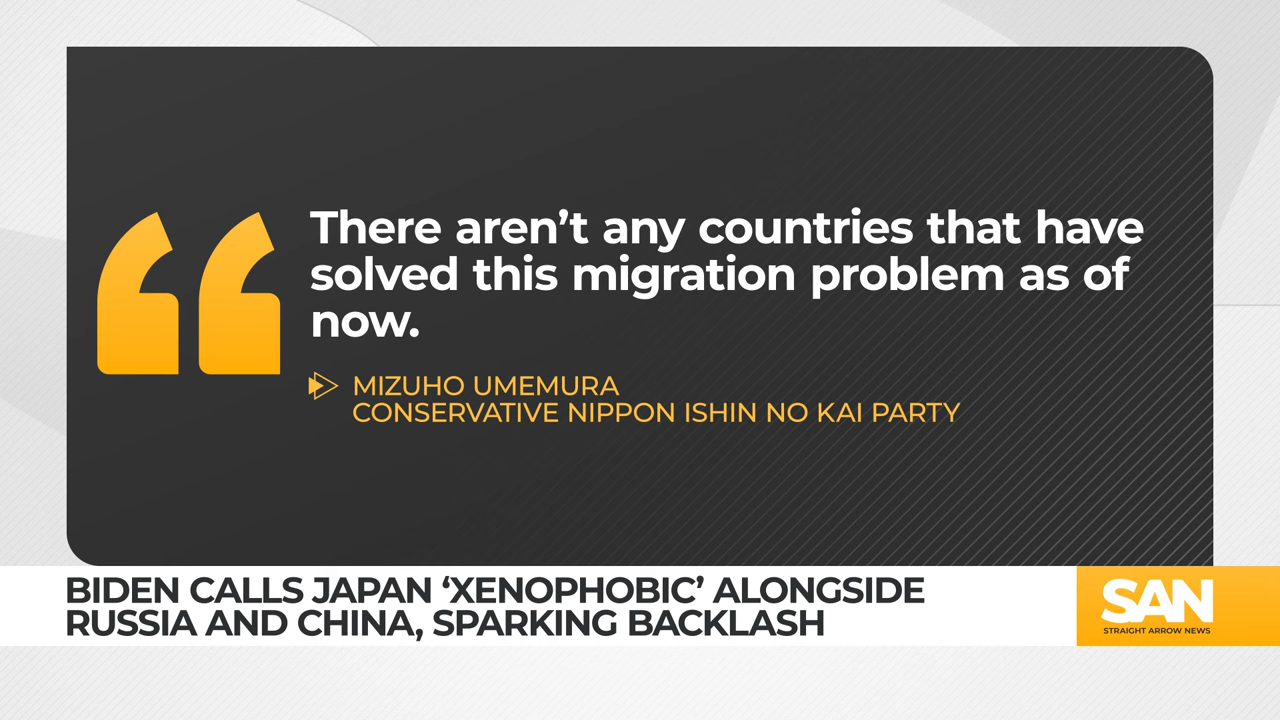 There aren’t any countries that have
solved this migration problem as of
now.
MIZUHO UMEMURA
CONSERVATIVE NIPPON ISHIN NO KAI PARTY
BIDEN CALLS JAPAN ‘XENOPHOBIC’ ALONGSIDE
RUSSIA AND CHINA, SPARKING BACKLASH
SAN
STRAIGHT ARROW NEWS